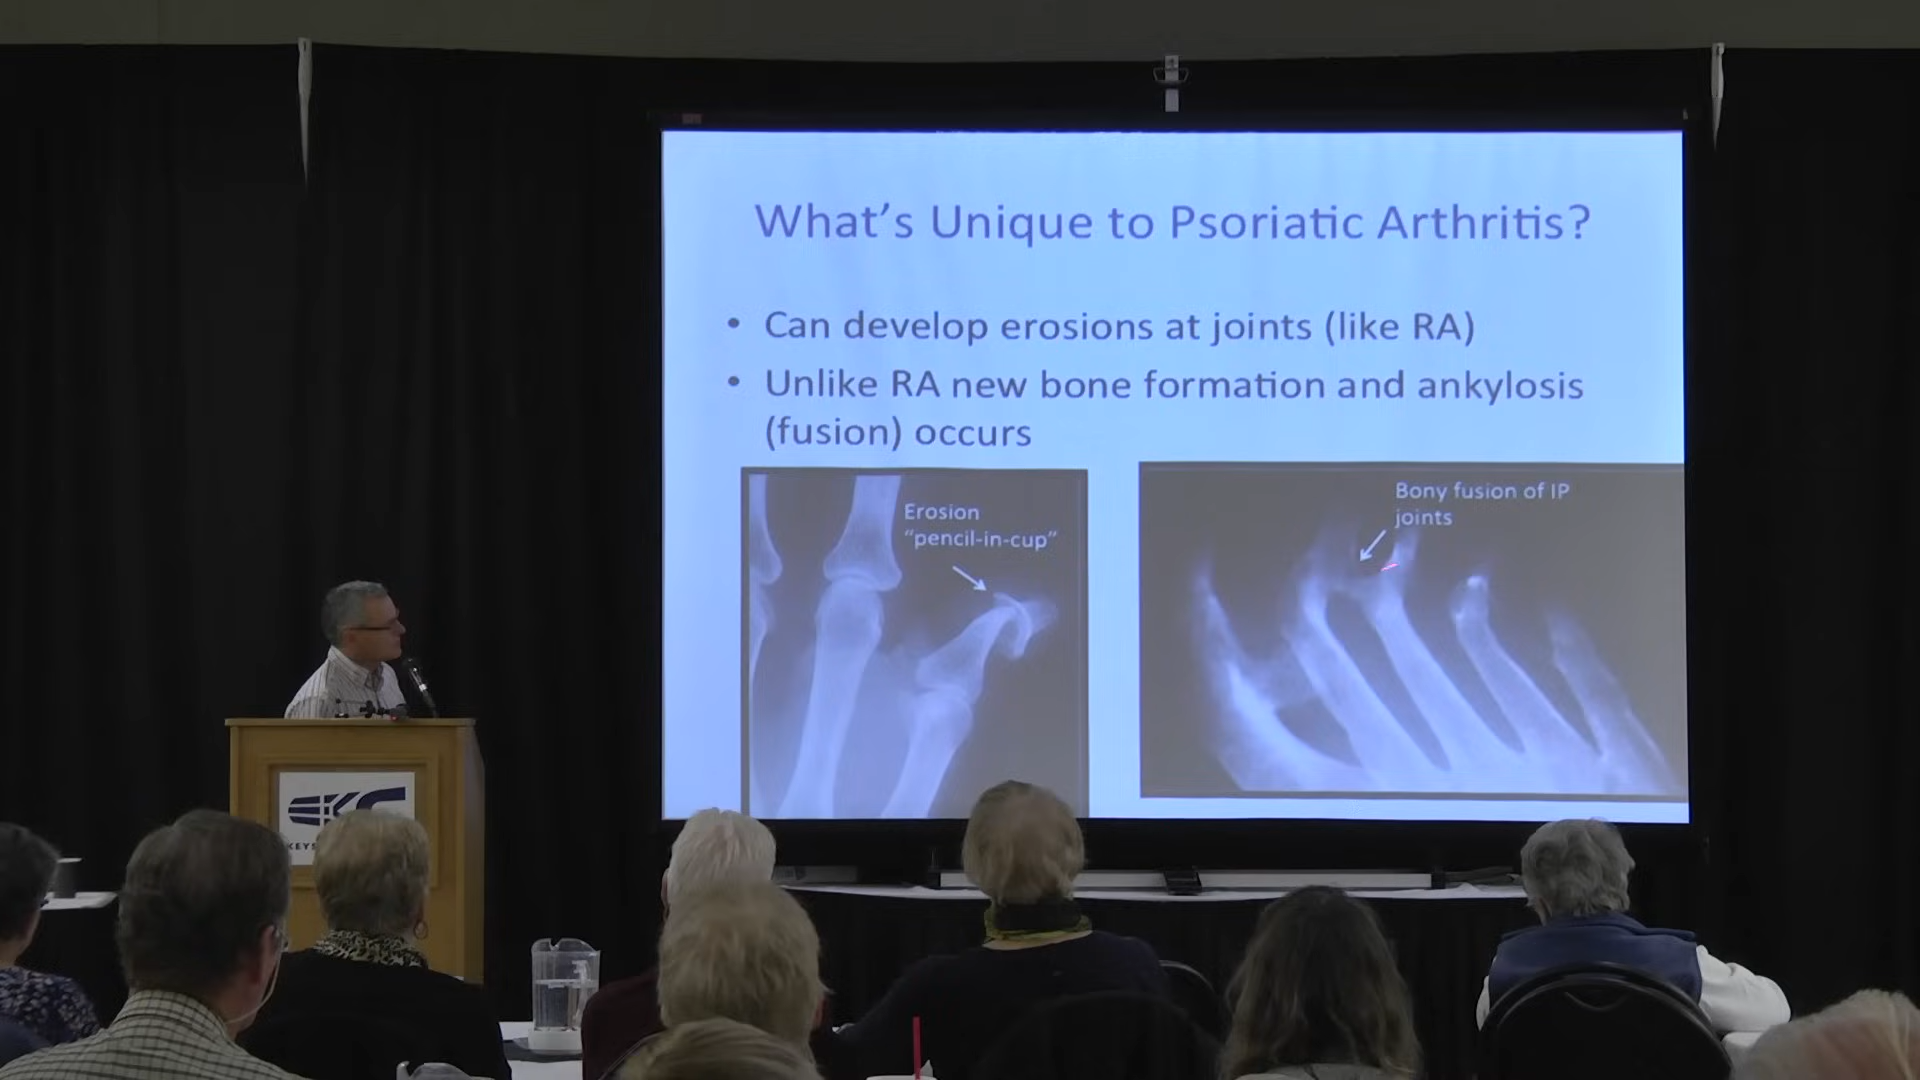 What's Unique to Psoriatic Arthritis?
• Can develop erosions at joints (like RA)
• Unlike RA new bone formation and ankylosis
(fusion) occurs
Erosion
“pencil-in-cup”
Bony fusion of IP
joints